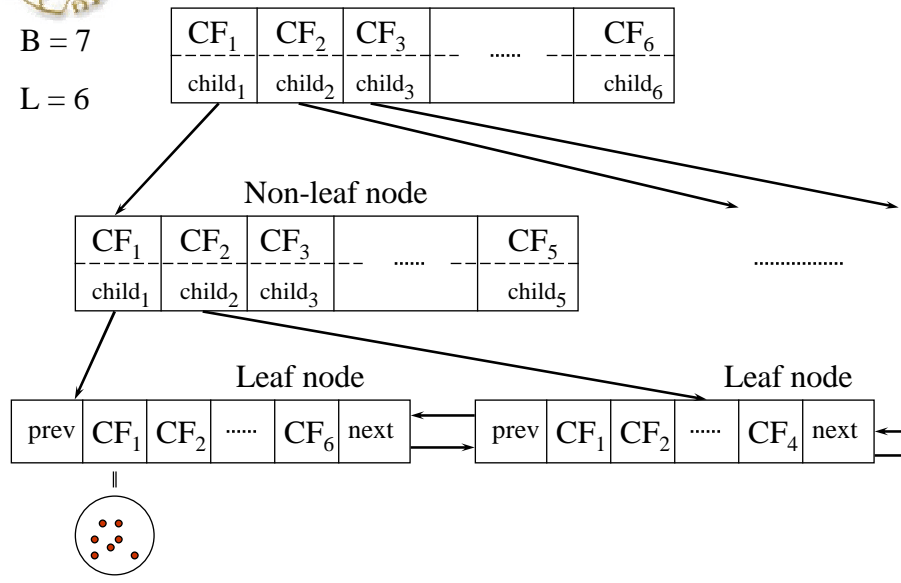 B = 7
L = 6
CF1 CF2 CF3 ...... CF6
child1 child2 child3 child6
Non-leaf node
CF1 CF2 CF3 ...... CF5
child1 child2 child3 child5
................
Leaf node Leaf node
prev CF1 CF2 ...... CF6 next prev CF1 CF2 ...... CF4 next
=